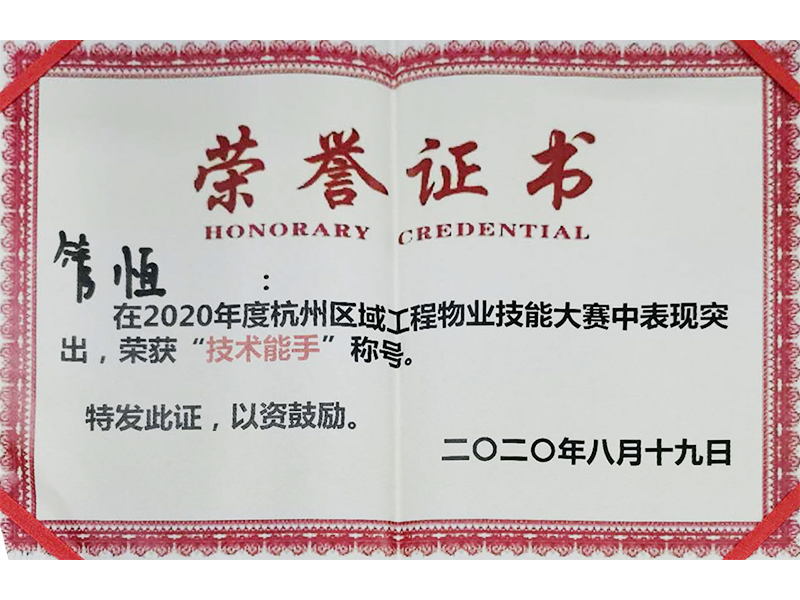 荣誉证书
HONORARY CREDENTIAL
管恒：
在2020年度杭州区域工程物业技能大赛中表现突
出，荣获“技术能手”称号。
特发此证，以资鼓励。
二〇二〇年八月十九日